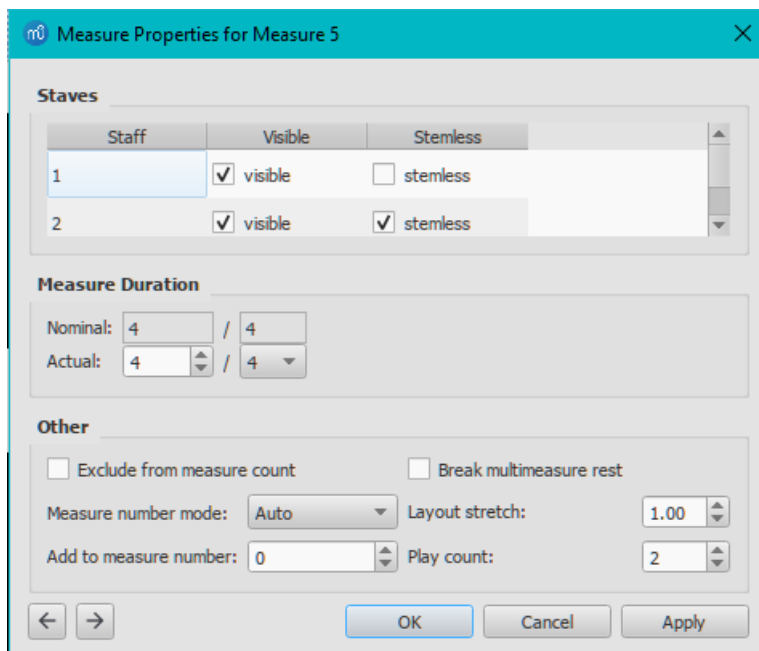 Measure Properties for Measure 5
Staves
Staff Visible Stemless
1 visible stemless
2 visible stemless
Measure Duration
Nominal: 4 / 4
Actual: 4 / 4
Other
Exclude from measure count Break multimeasure rest
Measure number mode: Auto Layout stretch: 1.00
Add to measure number: 0 Play count: 2
OK Cancel Apply